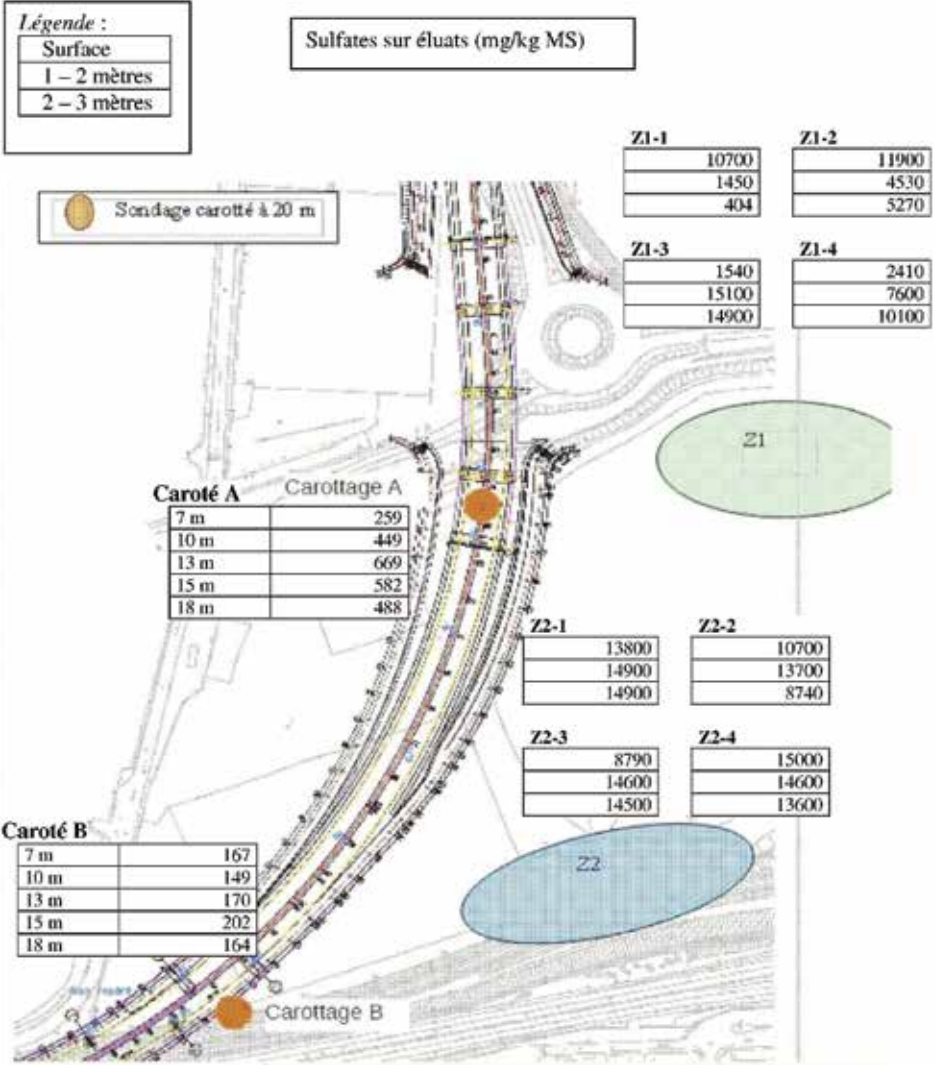 Légende :
Surface
1 – 2 mètres
2 – 3 mètres
Sulfates sur éluats (mg/kg MS)
Sondage carotté à 20 m
Z1-1
10700
1450
404
Z1-2
11900
4530
5270
Z1-3
1540
15100
14900
Z1-4
2410
7600
10100
Z1
Caroté A
Carottage A
7 m 259
10 m 449
13 m 669
15 m 582
18 m 488
Z2-1
13800
14900
14900
Z2-2
10700
13700
8740
Z2-3
8790
14600
14500
Z2-4
15000
14600
13600
Z2
Caroté B
7 m 167
10 m 149
13 m 170
15 m 202
18 m 164
Carottage B